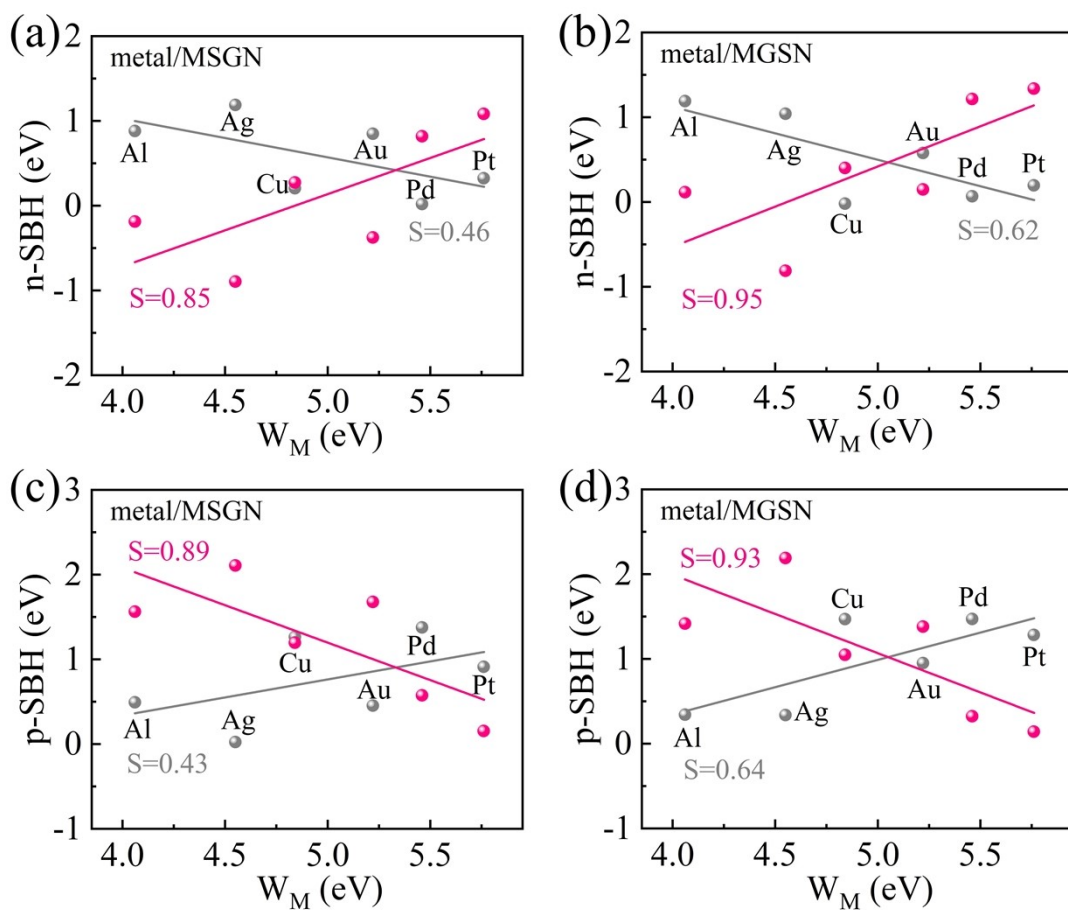 (a)
metal/MSGN
n-SBH (eV)
2
1
0
-1
-2
Al
Ag
Cu
Au
Pd
Pt
S=0.46
S=0.85
4.0 4.5 5.0 5.5
W_M (eV)
(b)
metal/MGSN
n-SBH (eV)
2
1
0
-1
-2
Al
Ag
Cu
Au
Pd
Pt
S=0.62
S=0.95
4.0 4.5 5.0 5.5
W_M (eV)
(c)
metal/MSGN
p-SBH (eV)
3
2
1
0
-1
S=0.89
Al
Ag
Cu
Au
Pd
Pt
S=0.43
4.0 4.5 5.0 5.5
W_M (eV)
(d)
metal/MGSN
p-SBH (eV)
3
2
1
0
-1
S=0.93
Al
Ag
Cu
Au
Pd
Pt
S=0.64
4.0 4.5 5.0 5.5
W_M (eV)